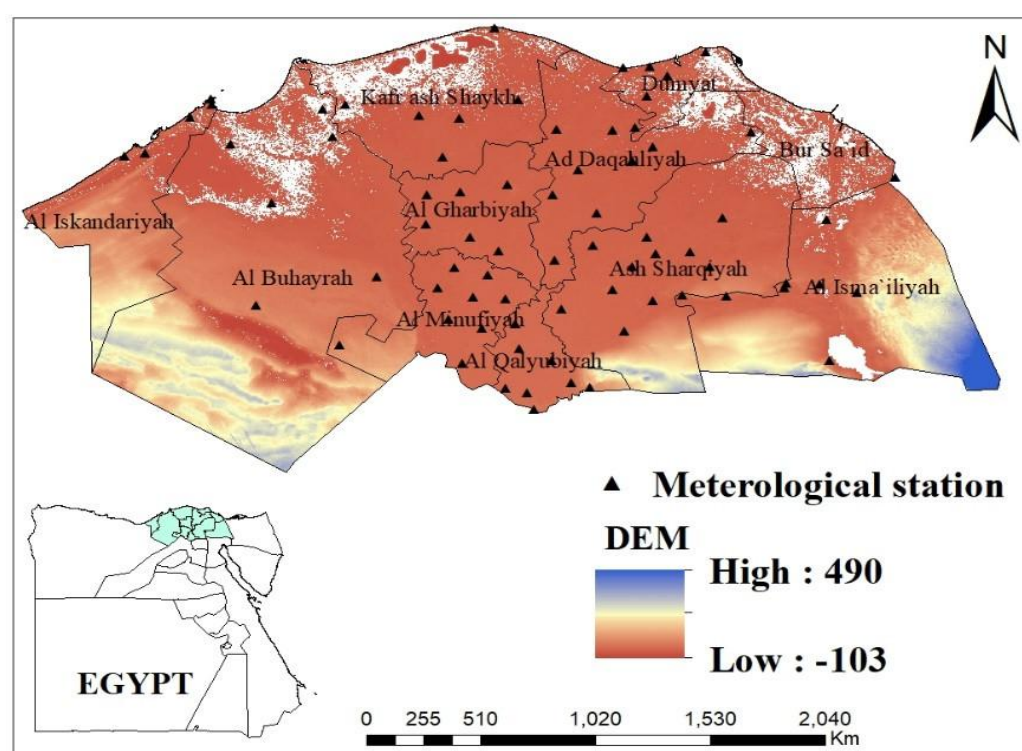 N
Kafr ash Shaykh
Dumyat
Bur Sa`id
Ad Daqahliyah
Al Gharbiyah
Al Iskandariyah
Al Buhayrah
Ash Sharqiyah
Al Isma`iliyah
Al Minufiyah
Al Qalyubiyah
Meterological station
DEM
High : 490
Low : -103
EGYPT
0 255 510 1,020 1,530 2,040
Km